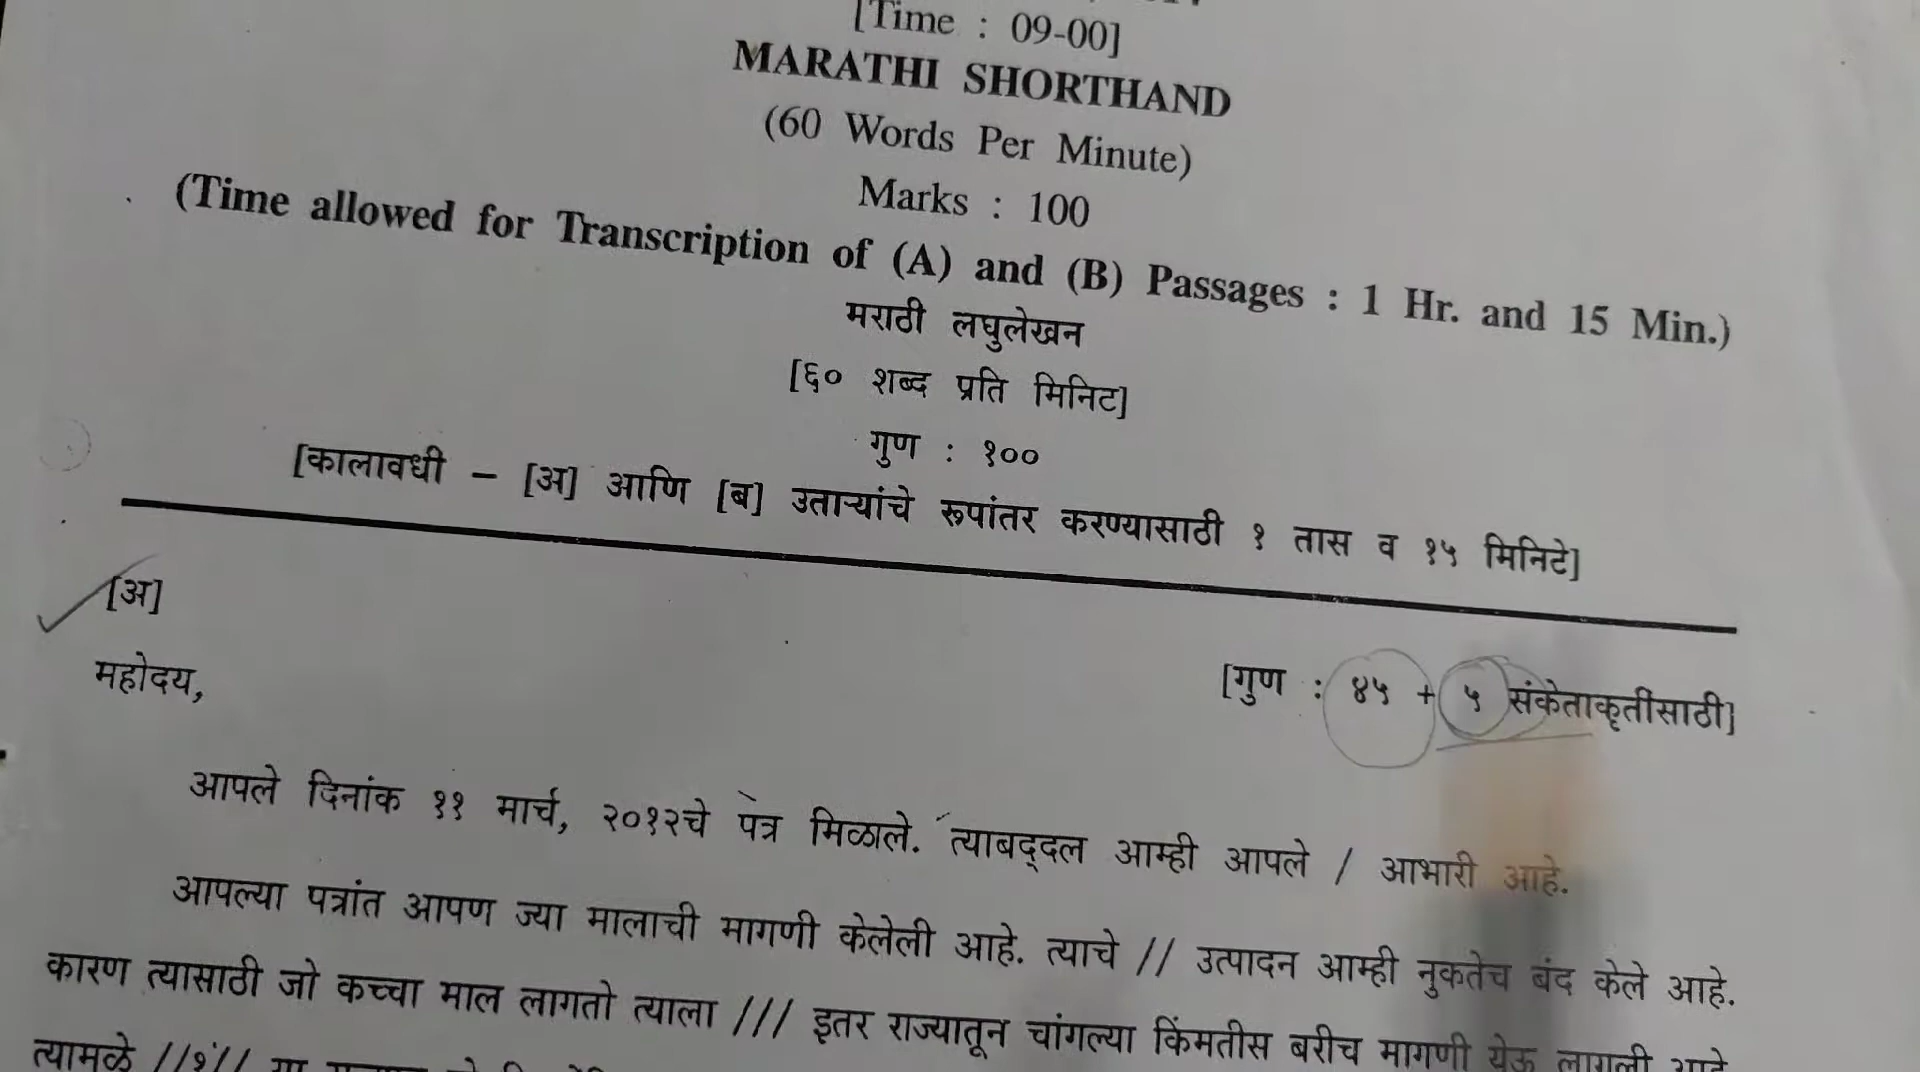 [Time : 09-00]
MARATHI SHORTHAND
(60 Words Per Minute)
Marks : 100
(Time allowed for Transcription of (A) and (B) Passages : 1 Hr. and 15 Min.)
मराठी लघुलेखन
[६० शब्द प्रति मिनिट]
गुण : १००
[कालावधी – [अ] आणि [ब] उताऱ्यांचे रूपांतर करण्यासाठी १ तास व १५ मिनिटे]
[अ]
[गुण : ४५ + ५ संकेताकृतीसाठी]
महोदय,
आपले दिनांक ११ मार्च, २०१२चे पत्र मिळाले. त्याबद्दल आम्ही आपले / आभारी आहे.
आपल्या पत्रांत आपण ज्या मालाची मागणी केलेली आहे. त्याचे // उत्पादन आम्ही नुकतेच बंद केले आहे.
कारण त्यासाठी जो कच्चा माल लागतो त्याला /// इतर राज्यातून चांगल्या किंमतीस बरीच मागणी येऊ लागली आहे
त्यामळे //१//